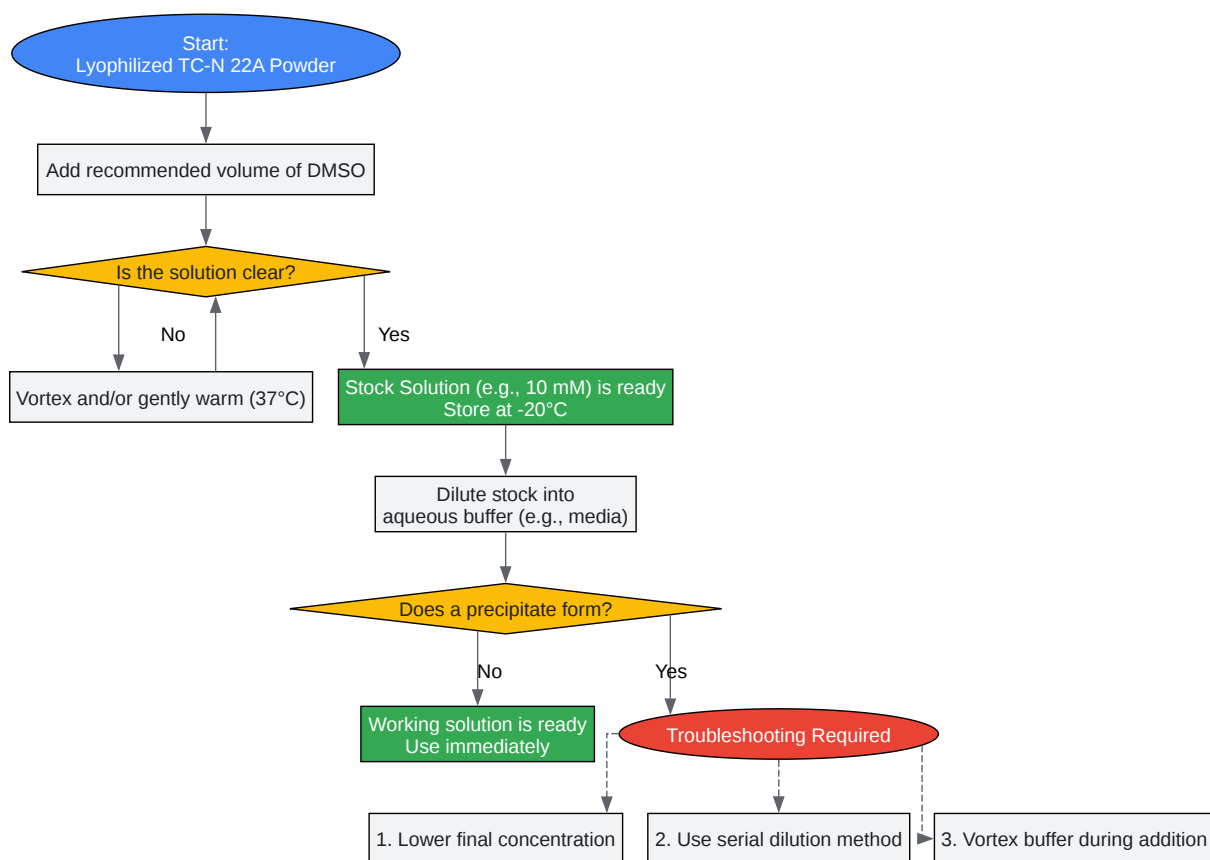 Start:
Lyophilized TC-N 22A Powder
Add recommended volume of DMSO
Is the solution clear?
No
Yes
Vortex and/or gently warm (37°C)
Stock Solution (e.g., 10 mM) is ready
Store at -20°C
Dilute stock into
aqueous buffer (e.g., media)
Does a precipitate form?
No
Yes
Working solution is ready
Use immediately
Troubleshooting Required
1. Lower final concentration
2. Use serial dilution method
3. Vortex buffer during addition